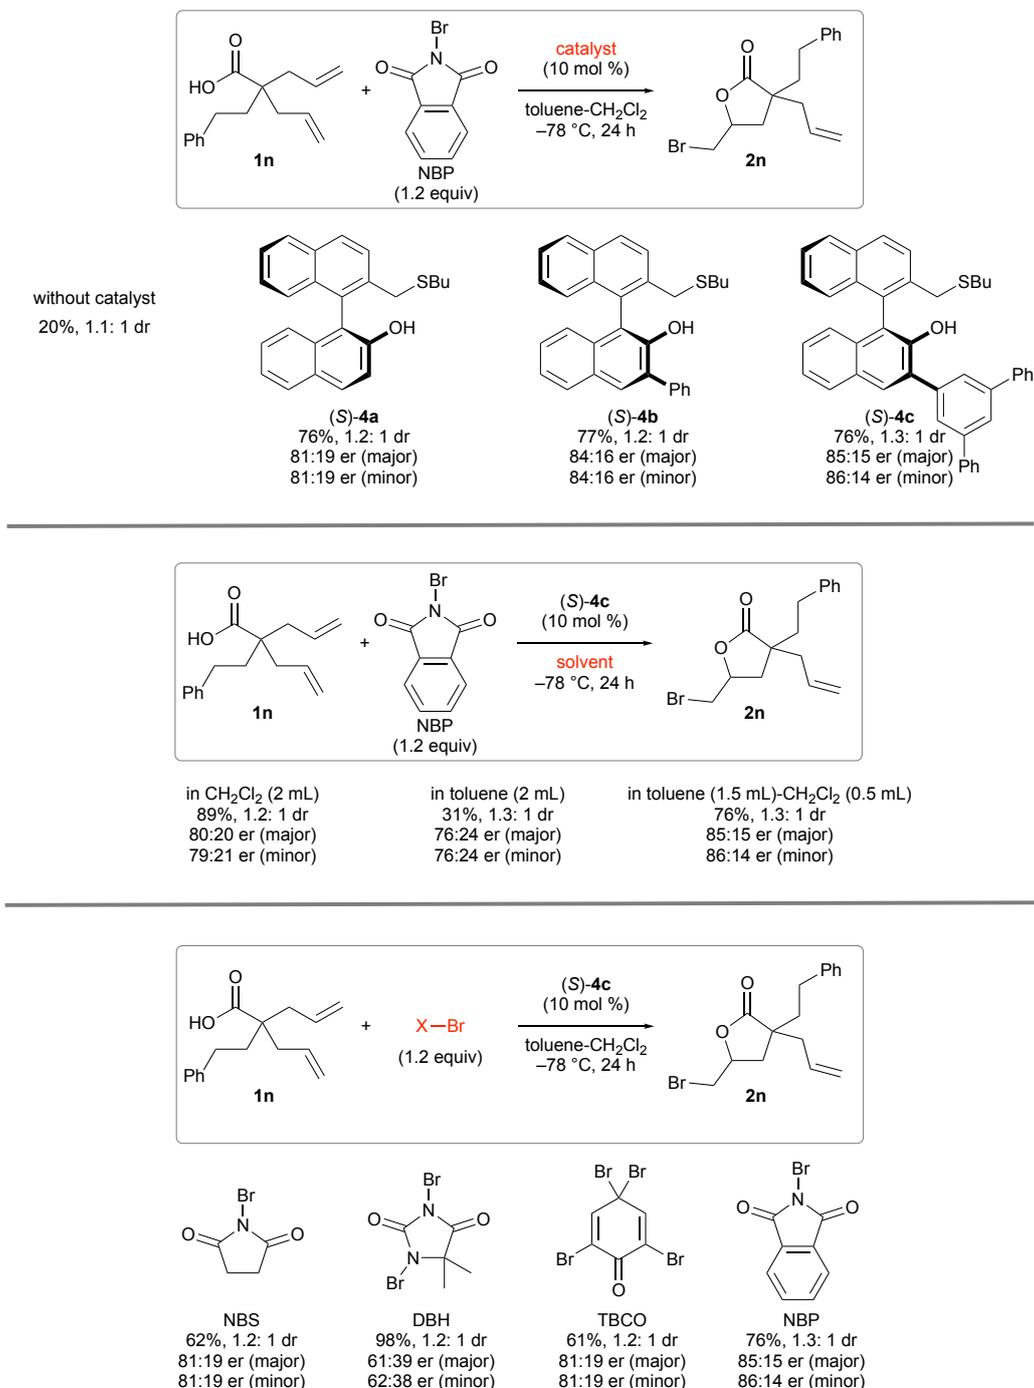 O
HO
Ph
1n
+
Br
N
O
O
NBP
(1.2 equiv)
catalyst
(10 mol %)
toluene-CH₂Cl₂
–78 °C, 24 h
Ph
O
O
Br
2n
without catalyst
20%, 1.1: 1 dr
SBu
OH
(S)-4a
76%, 1.2: 1 dr
81:19 er (major)
81:19 er (minor)
SBu
OH
Ph
(S)-4b
77%, 1.2: 1 dr
84:16 er (major)
84:16 er (minor)
SBu
OH
Ph
Ph
(S)-4c
76%, 1.3: 1 dr
85:15 er (major)
86:14 er (minor)
O
HO
Ph
1n
+
Br
N
O
O
NBP
(1.2 equiv)
(S)-4c
(10 mol %)
solvent
–78 °C, 24 h
Ph
O
O
Br
2n
in CH₂Cl₂ (2 mL)
89%, 1.2: 1 dr
80:20 er (major)
79:21 er (minor)
in toluene (2 mL)
31%, 1.3: 1 dr
76:24 er (major)
76:24 er (minor)
in toluene (1.5 mL)-CH₂Cl₂ (0.5 mL)
76%, 1.3: 1 dr
85:15 er (major)
86:14 er (minor)
O
HO
Ph
1n
+
X—Br
(1.2 equiv)
(S)-4c
(10 mol %)
toluene-CH₂Cl₂
–78 °C, 24 h
Ph
O
O
Br
2n
Br
N
O
O
NBS
62%, 1.2: 1 dr
81:19 er (major)
81:19 er (minor)
Br
N
O
O
N
Br
DBH
98%, 1.2: 1 dr
61:39 er (major)
62:38 er (minor)
Br Br
Br
Br
O
TBCO
61%, 1.2: 1 dr
81:19 er (major)
81:19 er (minor)
Br
N
O
O
NBP
76%, 1.3: 1 dr
85:15 er (major)
86:14 er (minor)